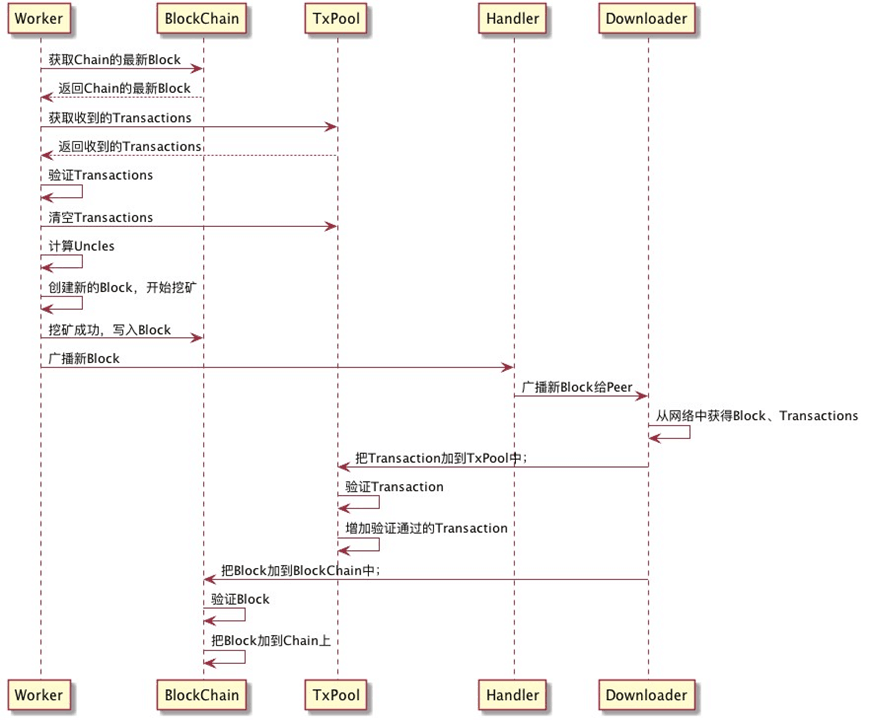 Worker
BlockChain
TxPool
Handler
Downloader
获取Chain的最新Block
返回Chain的最新Block
获取收到的Transactions
返回收到的Transactions
验证Transactions
清空Transactions
计算Uncles
创建新的Block，开始挖矿
挖矿成功，写入Block
广播新Block
广播新Block给Peer
从网络中获得Block、Transactions
把Transaction加到TxPool中；
验证Transaction
增加验证通过的Transaction
把Block加到BlockChain中；
验证Block
把Block加到Chain上
Worker
BlockChain
TxPool
Handler
Downloader